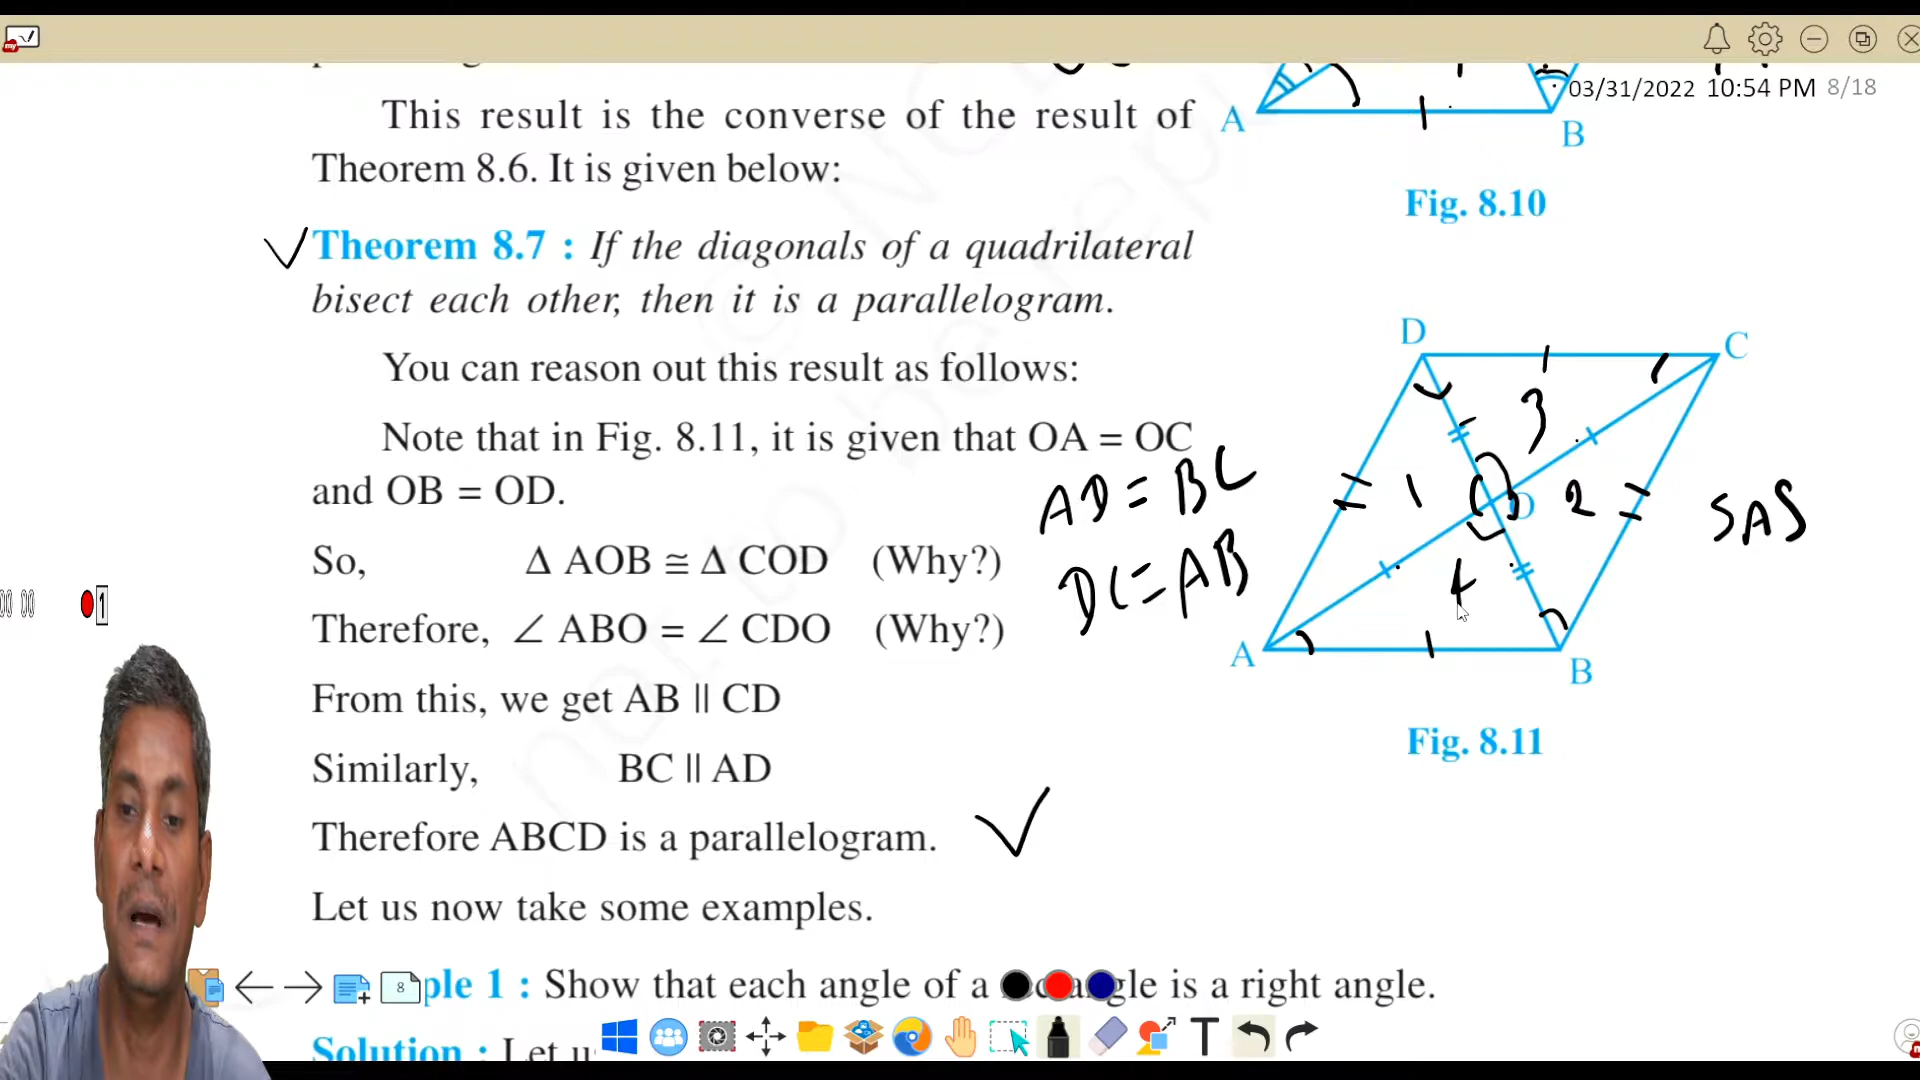 03/31/2022 10:54 PM 8/18
This result is the converse of the result of
Theorem 8.6. It is given below:
A
B
Fig. 8.10
Theorem 8.7 : If the diagonals of a quadrilateral
bisect each other, then it is a parallelogram.
You can reason out this result as follows:
Note that in Fig. 8.11, it is given that OA = OC
and OB = OD.
So, Δ AOB ≅ Δ COD (Why?)
Therefore, ∠ ABO = ∠ CDO (Why?)
From this, we get AB || CD
Similarly, BC || AD
Therefore ABCD is a parallelogram.
Let us now take some examples.
AD = BC
DC = AB
D
C
3
1
2
SAS
4
A
B
Fig. 8.11
ple 1 : Show that each angle of a gle is a right angle.
Solution : Let
1
8
T